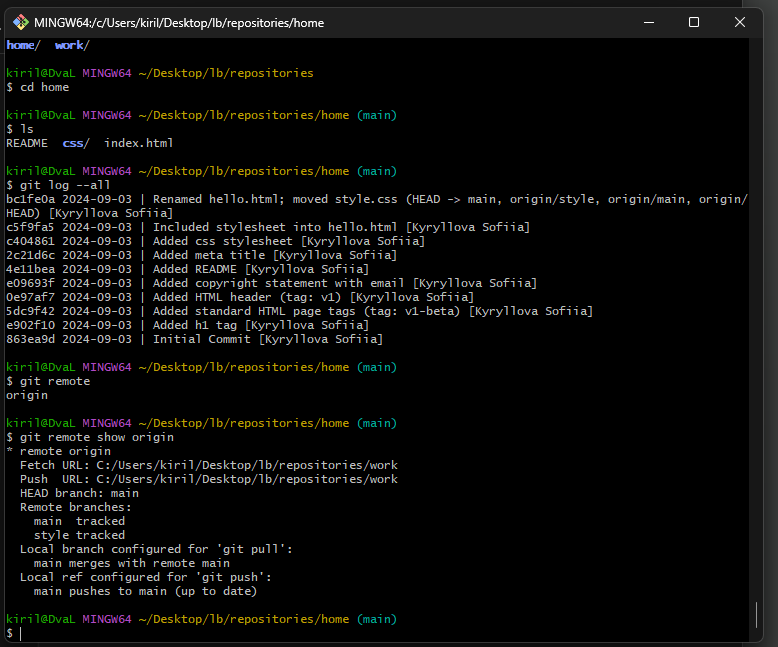 MINGW64:/c/Users/kiril/Desktop/lb/repositories/home
home/  work/
kiril@DvaL MINGW64 ~/Desktop/lb/repositories
$ cd home
kiril@DvaL MINGW64 ~/Desktop/lb/repositories/home (main)
$ ls
README  css/  index.html
kiril@DvaL MINGW64 ~/Desktop/lb/repositories/home (main)
$ git log --all
bc1fe0a 2024-09-03 | Renamed hello.html; moved style.css (HEAD -> main, origin/style, origin/main, origin/
HEAD) [Kyryllova Sofiia]
c5f9fa5 2024-09-03 | Included stylesheet into hello.html [Kyryllova Sofiia]
c404861 2024-09-03 | Added css stylesheet [Kyryllova Sofiia]
2c21d6c 2024-09-03 | Added meta title [Kyryllova Sofiia]
4e11bea 2024-09-03 | Added README [Kyryllova Sofiia]
e09693f 2024-09-03 | Added copyright statement with email [Kyryllova Sofiia]
0e97af7 2024-09-03 | Added HTML header (tag: v1) [Kyryllova Sofiia]
5dc9f42 2024-09-03 | Added standard HTML page tags (tag: v1-beta) [Kyryllova Sofiia]
e902f10 2024-09-03 | Added h1 tag [Kyryllova Sofiia]
863ea9d 2024-09-03 | Initial Commit [Kyryllova Sofiia]
kiril@DvaL MINGW64 ~/Desktop/lb/repositories/home (main)
$ git remote
origin
kiril@DvaL MINGW64 ~/Desktop/lb/repositories/home (main)
$ git remote show origin
* remote origin
  Fetch URL: C:/Users/kiril/Desktop/lb/repositories/work
  Push  URL: C:/Users/kiril/Desktop/lb/repositories/work
  HEAD branch: main
  Remote branches:
    main  tracked
    style tracked
  Local branch configured for 'git pull':
    main merges with remote main
  Local ref configured for 'git push':
    main pushes to main (up to date)
kiril@DvaL MINGW64 ~/Desktop/lb/repositories/home (main)
$